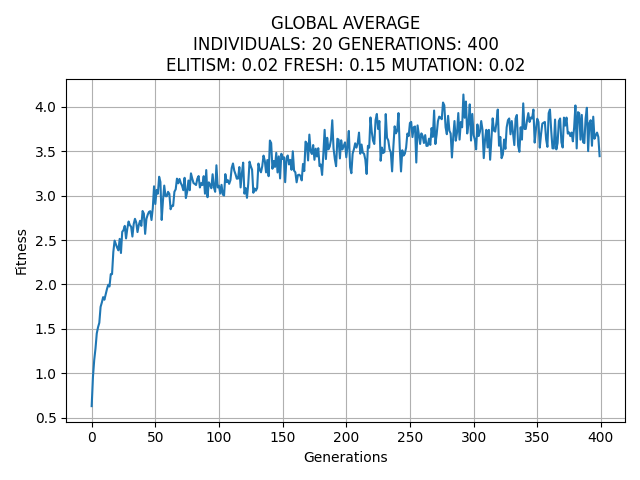 GLOBAL AVERAGE
INDIVIDUALS: 20 GENERATIONS: 400
ELITISM: 0.02 FRESH: 0.15 MUTATION: 0.02
Fitness
4.0
3.5
3.0
2.5
2.0
1.5
1.0
0.5
0 50 100 150 200 250 300 350 400
Generations